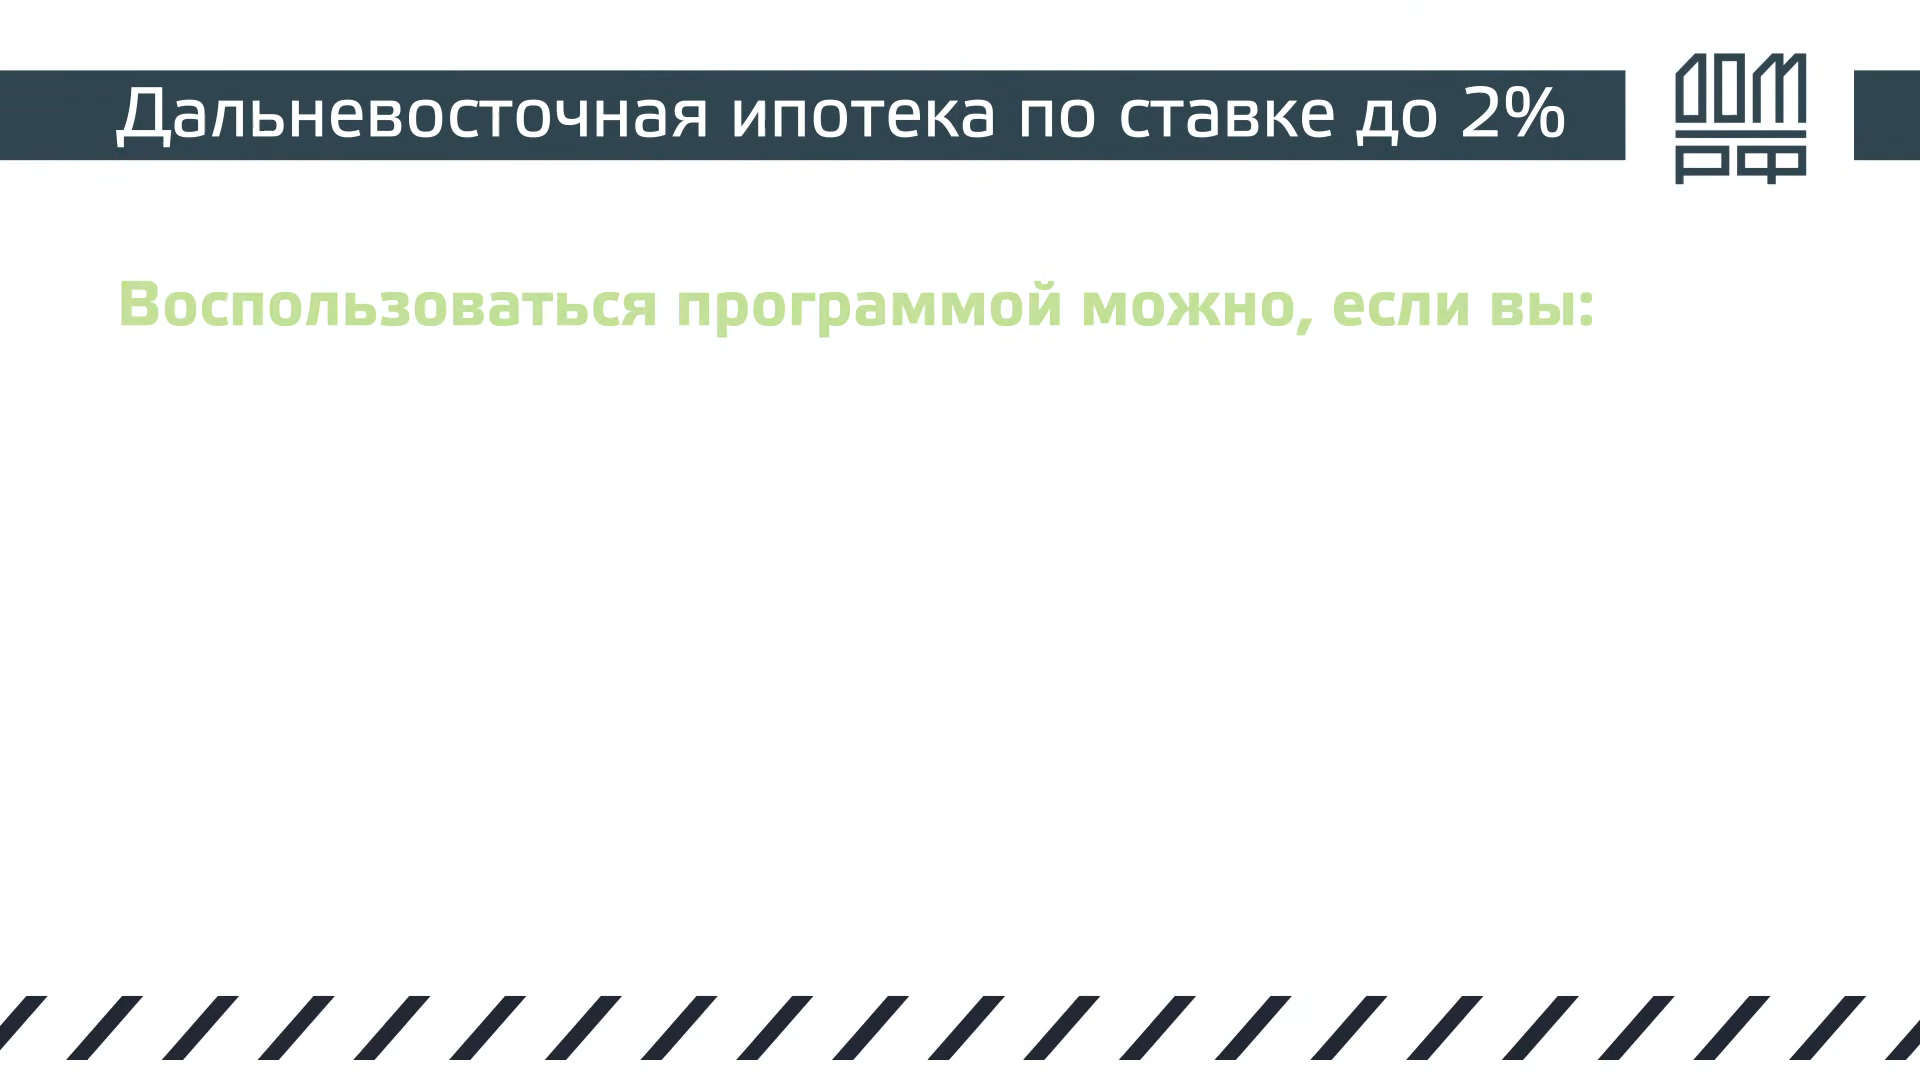 Дальневосточная ипотека по ставке до 2%
ДОМ
РФ
Воспользоваться программой можно, если вы: